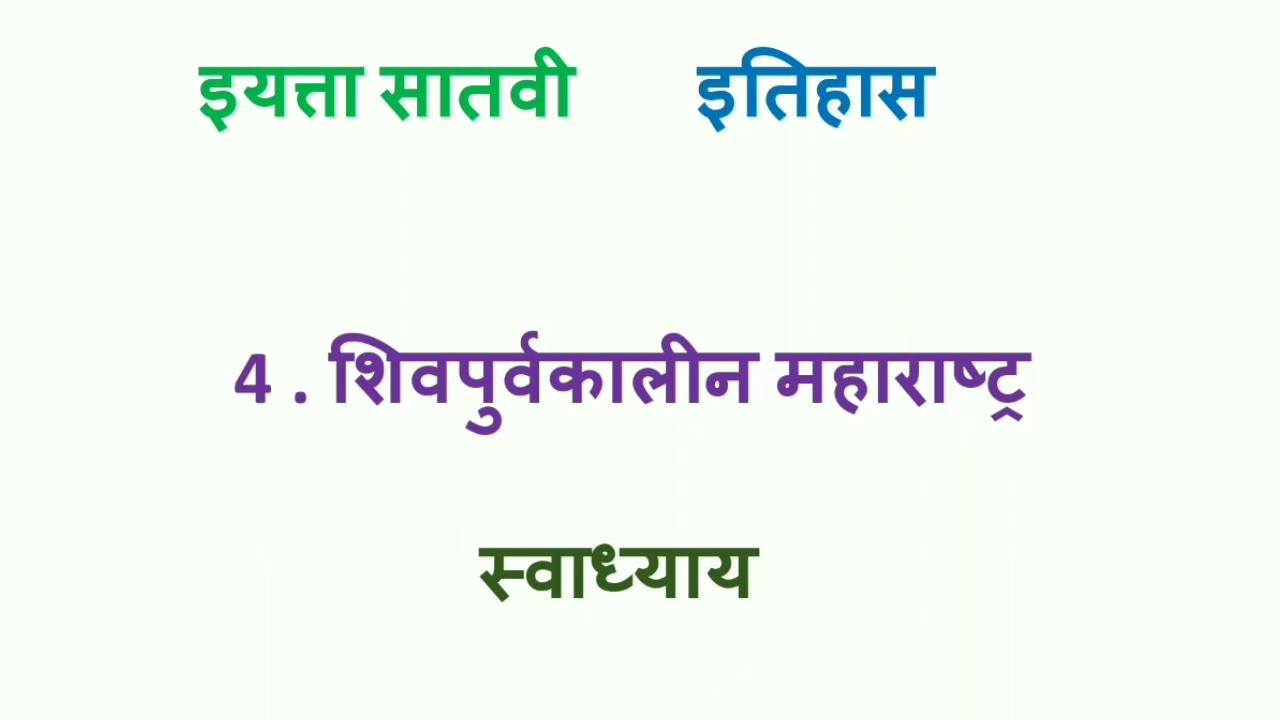 इयत्ता सातवी इतिहास
4 . शिवपुर्वकालीन महाराष्ट्र
स्वाध्याय